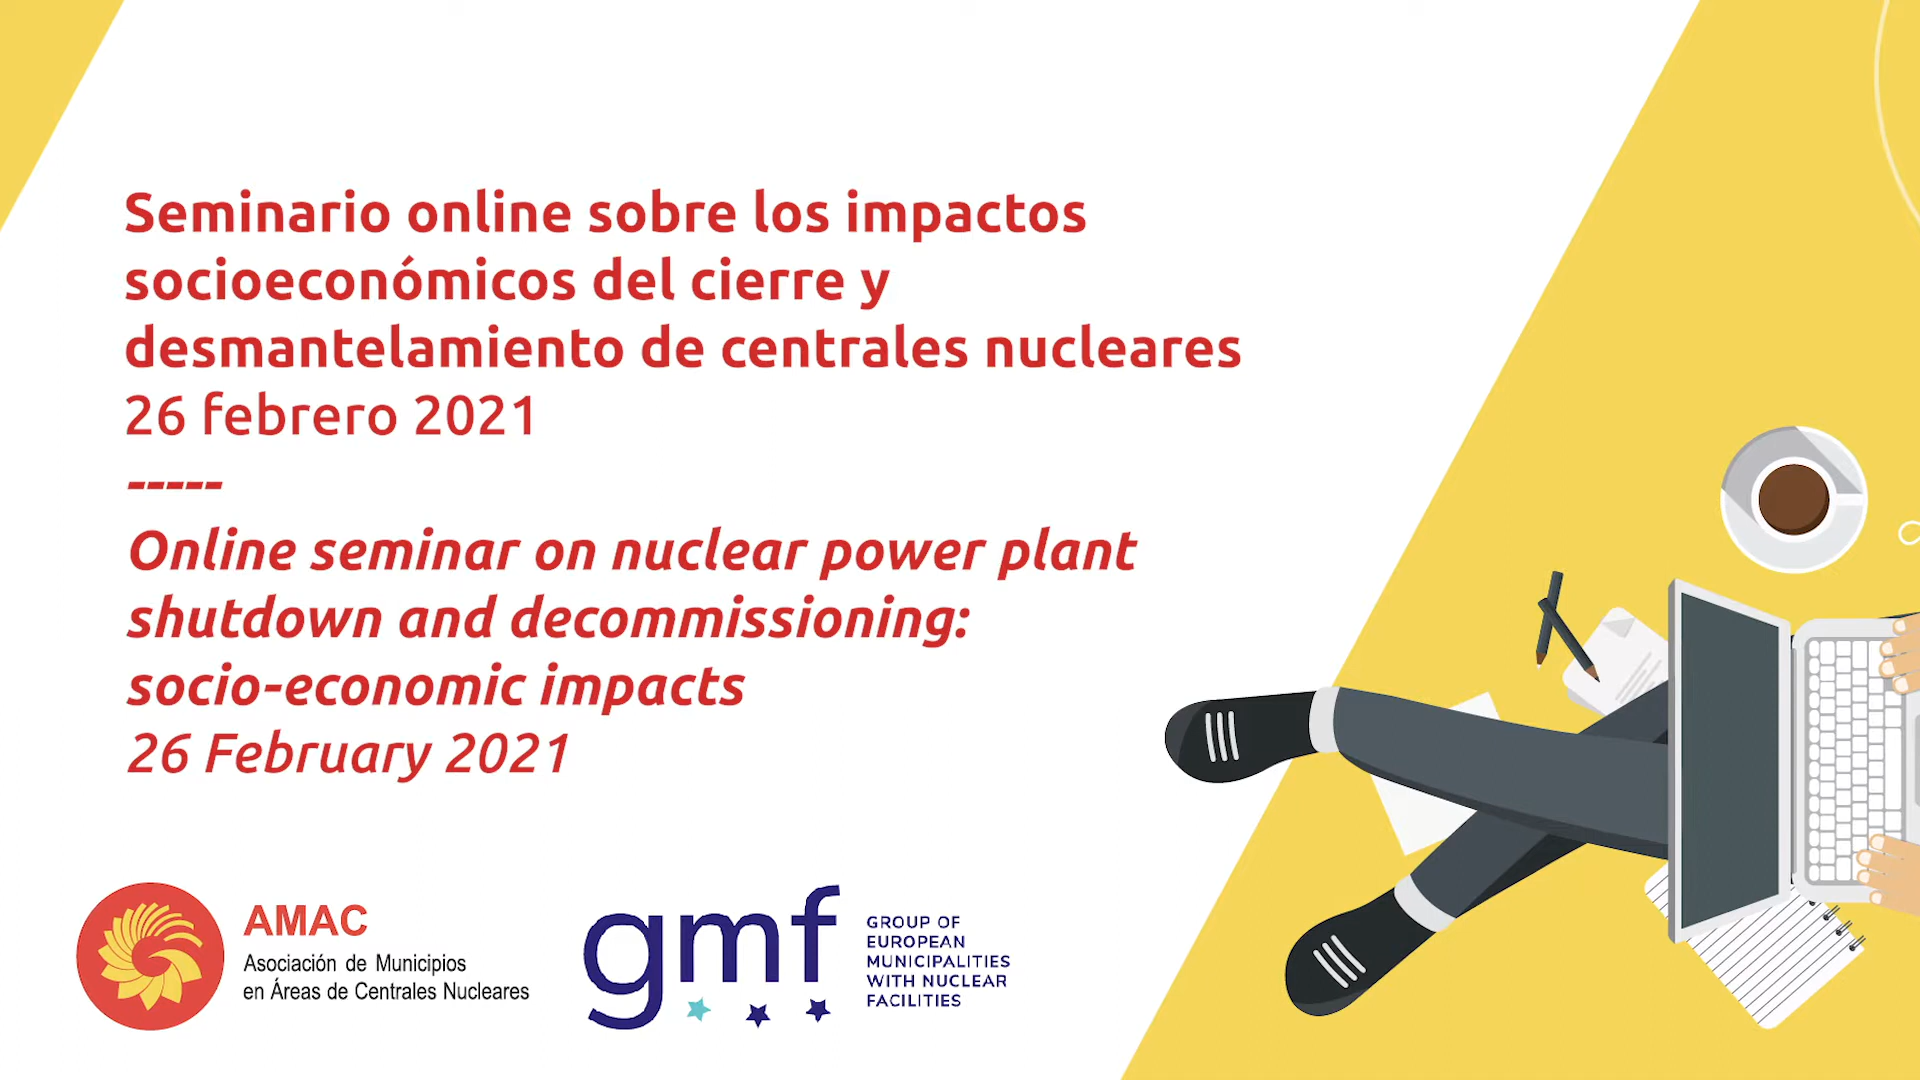 Seminario online sobre los impactos
socioeconómicos del cierre y
desmantelamiento de centrales nucleares
26 febrero 2021
-----
Online seminar on nuclear power plant
shutdown and decommissioning:
socio-economic impacts
26 February 2021
AMAC
Asociación de Municipios
en Áreas de Centrales Nucleares
gmf
GROUP OF
EUROPEAN
MUNICIPALITIES
WITH NUCLEAR
FACILITIES